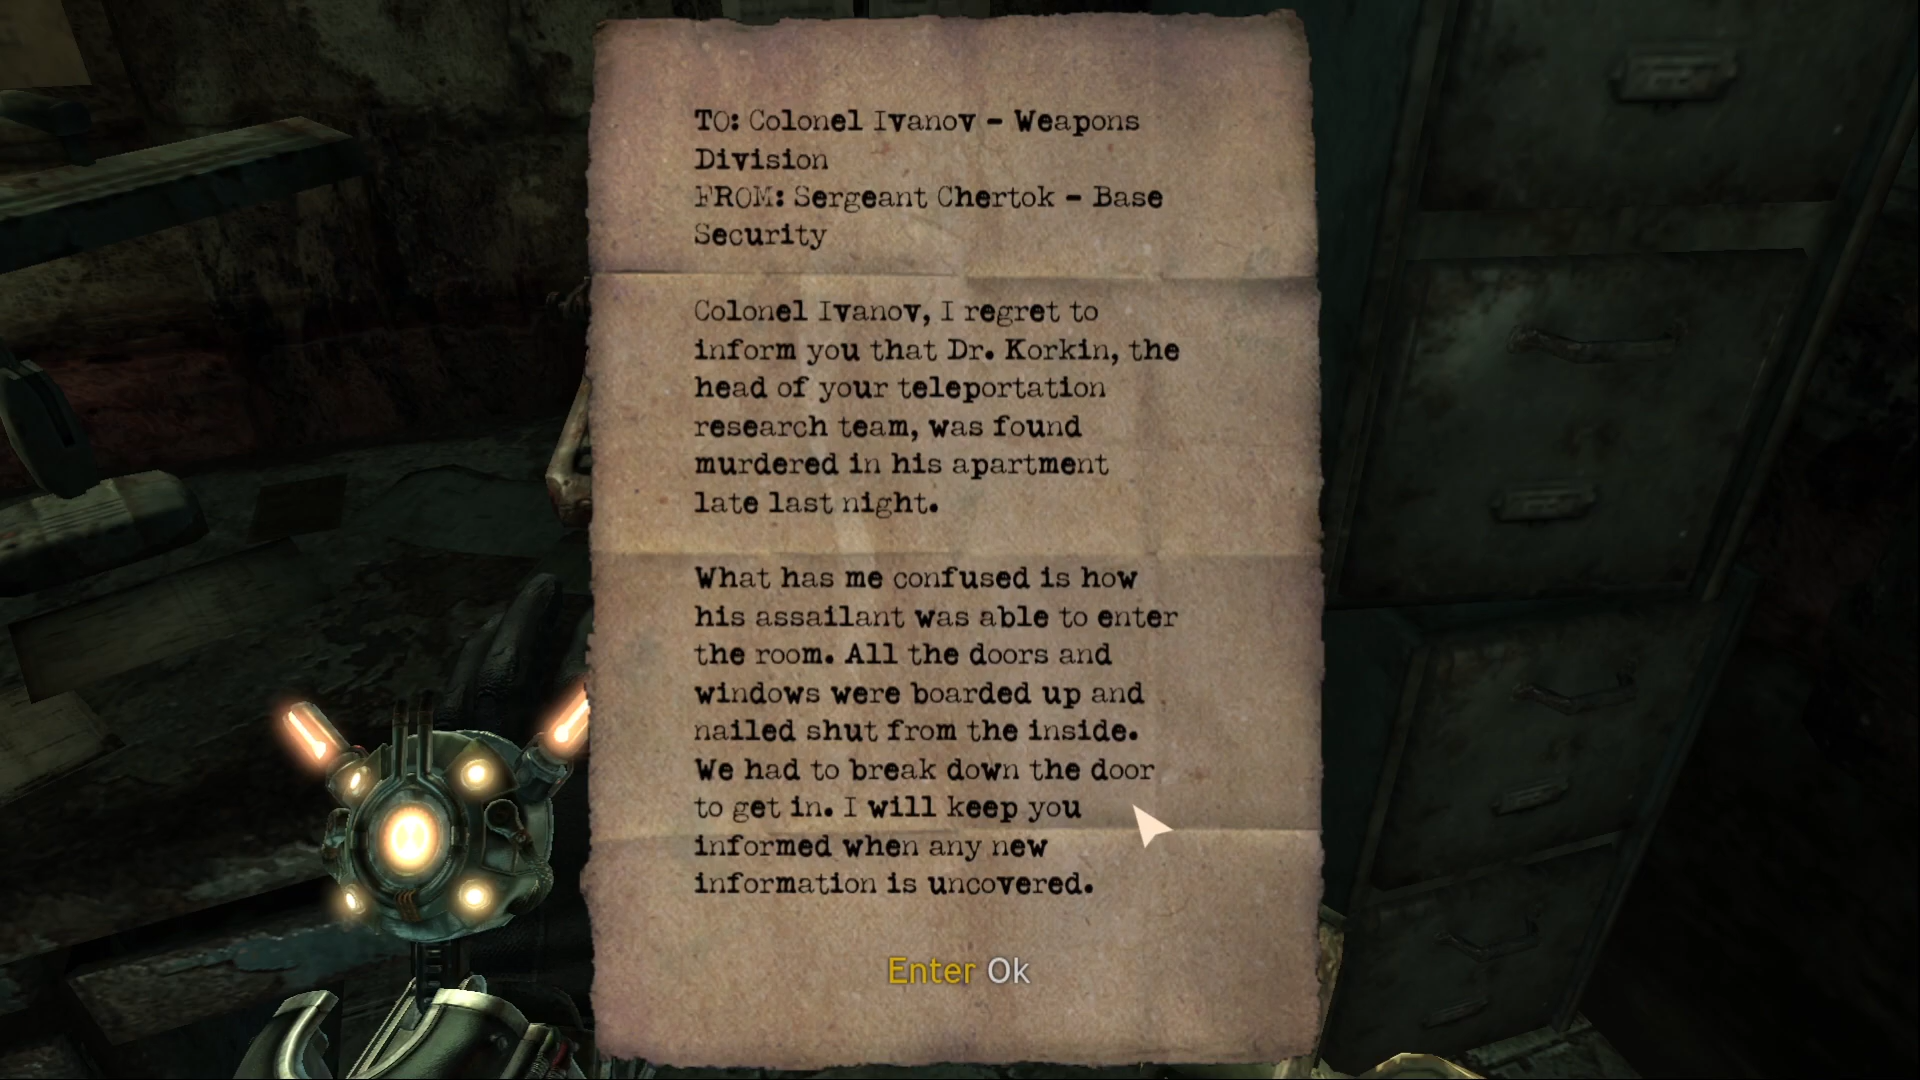 TO: Colonel Ivanov - Weapons
Division
FROM: Sergeant Chertok - Base
Security
Colonel Ivanov, I regret to
inform you that Dr. Korkin, the
head of your teleportation
research team, was found
murdered in his apartment
late last night.
What has me confused is how
his assailant was able to enter
the room. All the doors and
windows were boarded up and
nailed shut from the inside.
We had to break down the door
to get in. I will keep you
informed when any new
information is uncovered.
Enter Ok